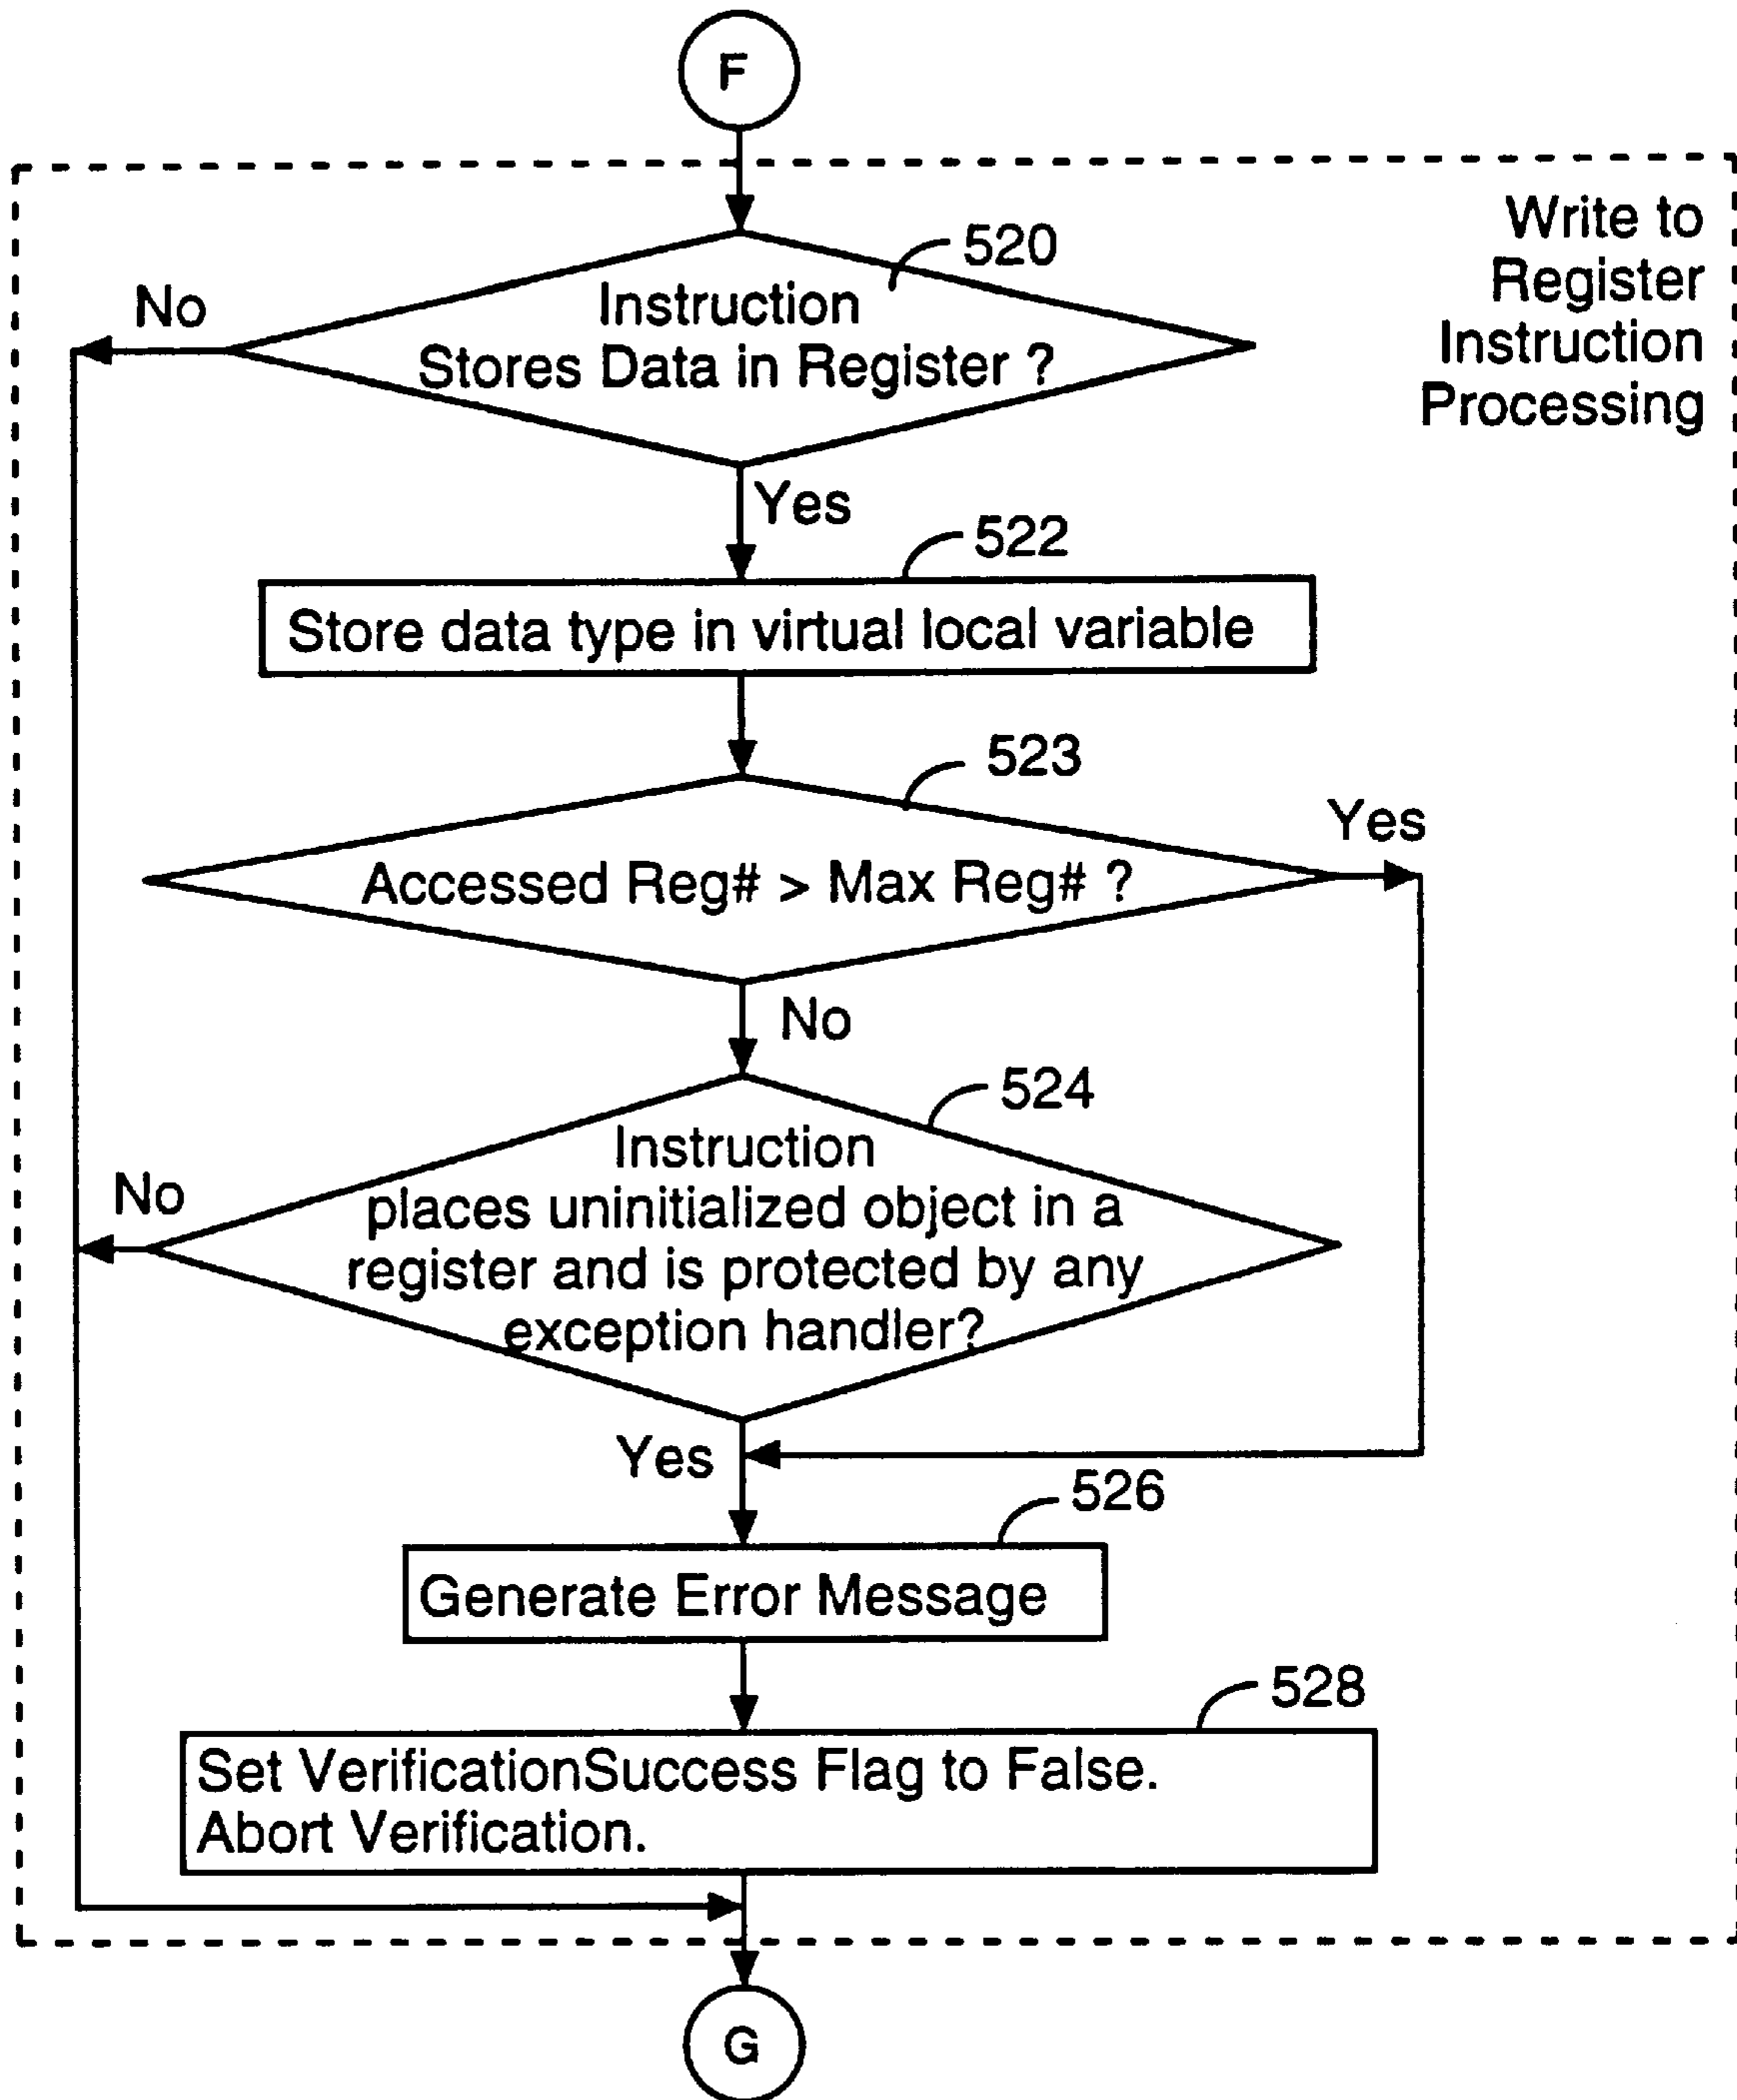 F
Write to
Register
Instruction
Processing
520
Instruction
Stores Data in Register ?
No
Yes
522
Store data type in virtual local variable
523
Accessed Reg# > Max Reg# ?
Yes
No
524
Instruction
places uninitialized object in a
register and is protected by any
exception handler?
No
Yes
526
Generate Error Message
528
Set VerificationSuccess Flag to False.
Abort Verification.
G